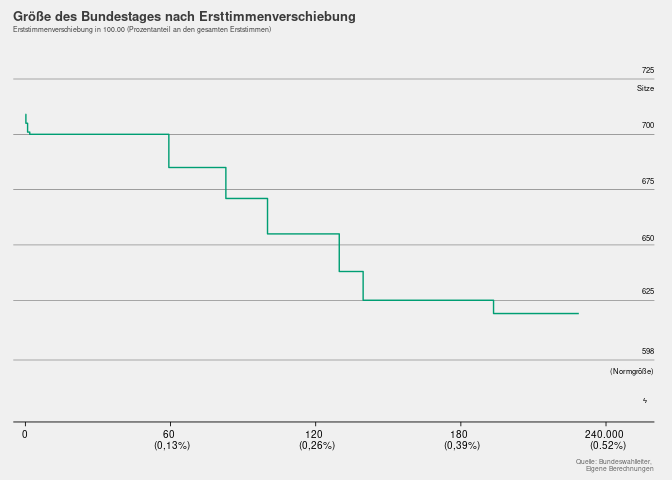 Größe des Bundestages nach Ersttimmenverschiebung
Erststimmenverschiebung in 100.00 (Prozentanteil an den gesamten Erststimmen)
725
Sitze
700
675
650
625
598
(Normgröße)
ϟ
0
60
120
180
240.000
(0,13%)
(0,26%)
(0,39%)
(0.52%)
Quelle: Bundeswahlleiter,
Eigene Berechnungen